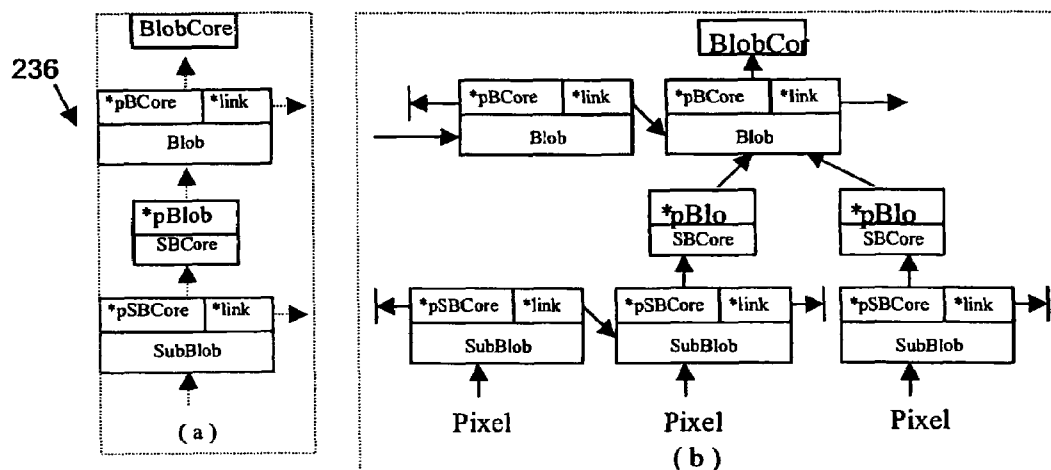 BlobCore
236
*pBCore *link
Blob
*pBlob
SBCore
*pSBCore *link
SubBlob
( a )
BlobCor
*pBCore *link *pBCore *link
Blob Blob
*pBlo *pBlo
SBCore SBCore
*pSBCore *link *pSBCore *link *pSBCore *link
SubBlob SubBlob SubBlob
Pixel Pixel Pixel
( b )